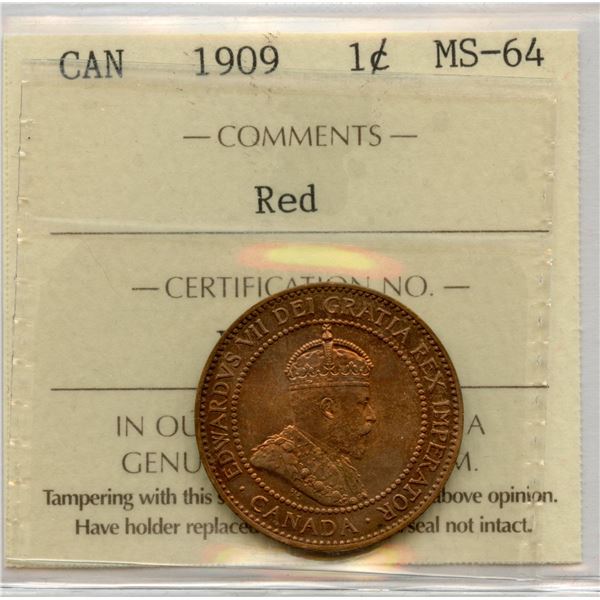 CAN 1909 1¢ MS-64
— COMMENTS —
Red
— CERTIFICATION NO. —
EDWARDVS VII DEI GRATIA REX IMPERATOR
· CANADA ·
IN OU A
GENU M.
Tampering with this s above opinion.
Have holder replaced seal not intact.